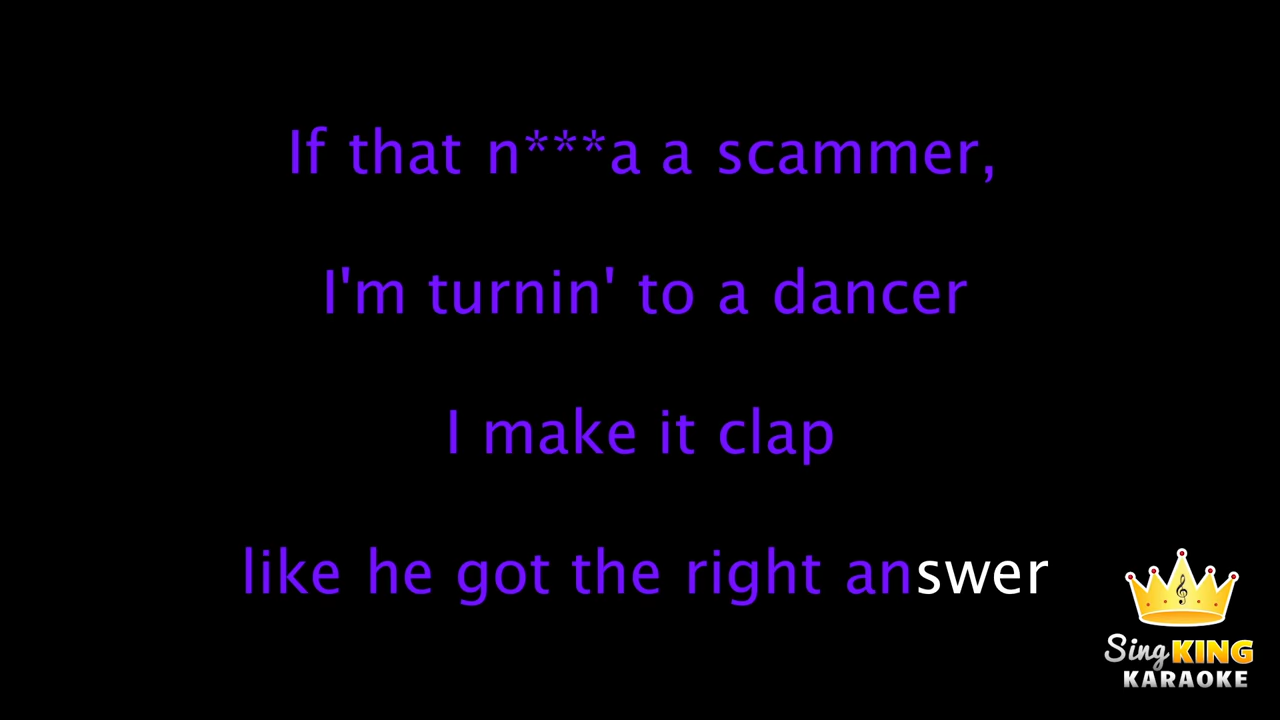 If that n***a a scammer,
I'm turnin' to a dancer
I make it clap
like he got the right answer
Sing KING
KARAOKE